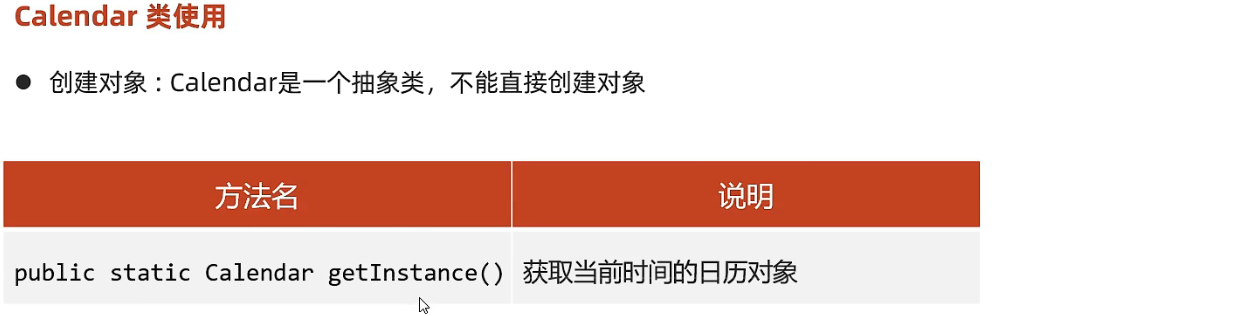 Calendar 类使用
● 创建对象 : Calendar是一个抽象类，不能直接创建对象
方法名 说明
public static Calendar getInstance() 获取当前时间的日历对象